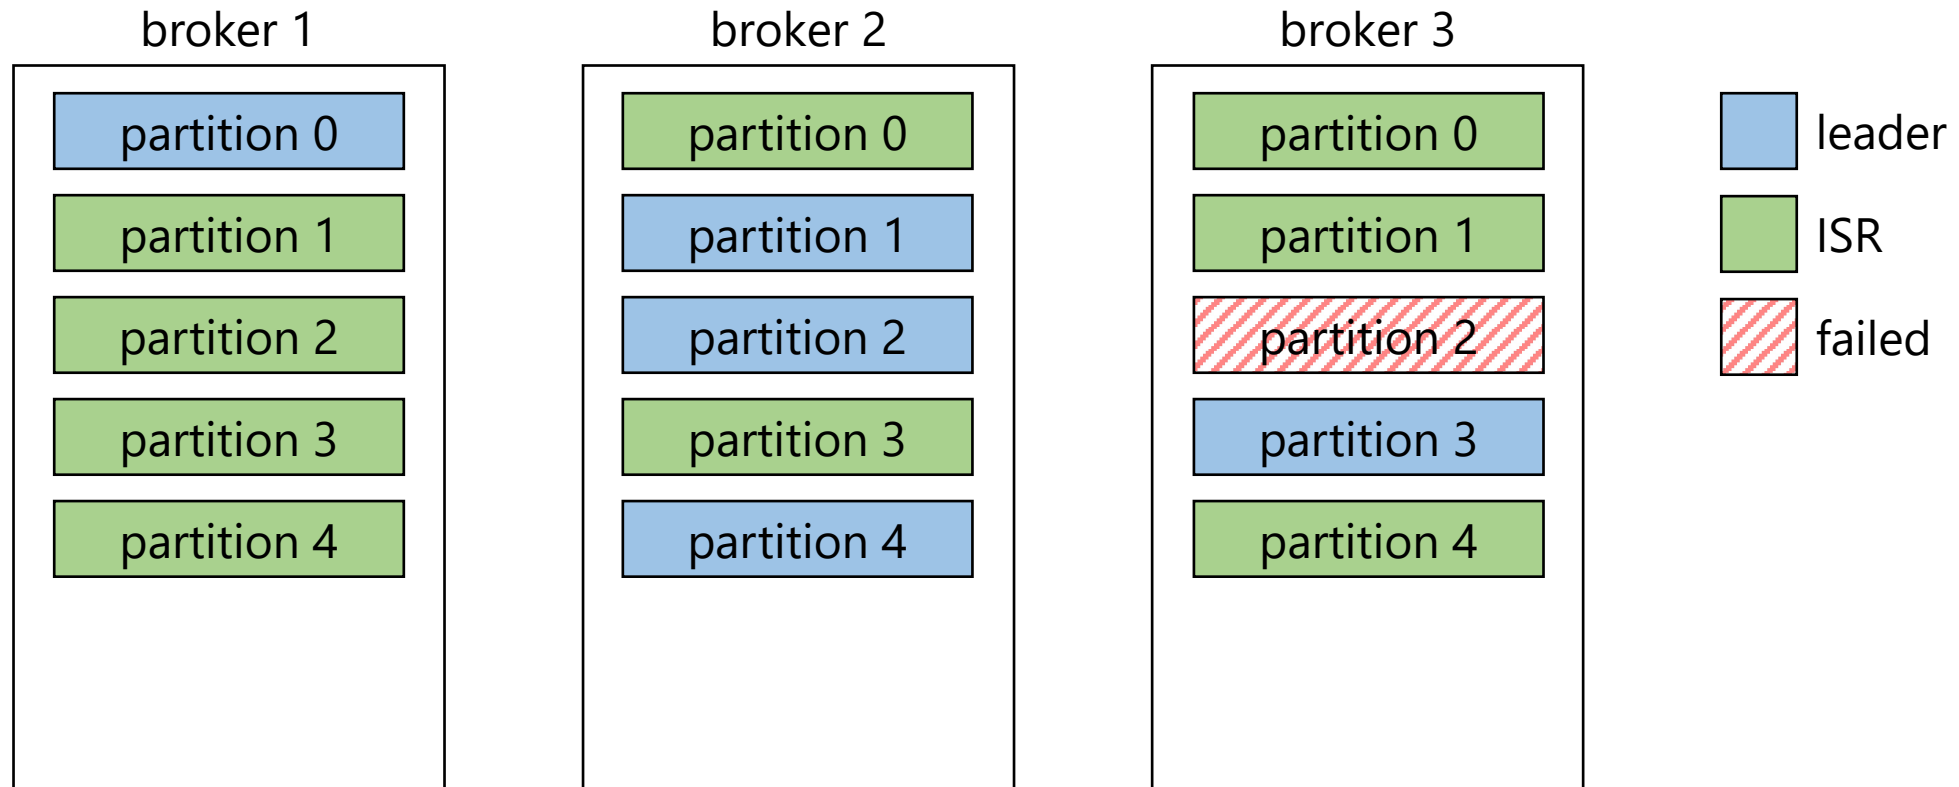 broker 1
partition 0
partition 1
partition 2
partition 3
partition 4
broker 2
partition 0
partition 1
partition 2
partition 3
partition 4
broker 3
partition 0
partition 1
partition 2
partition 3
partition 4
leader
ISR
failed